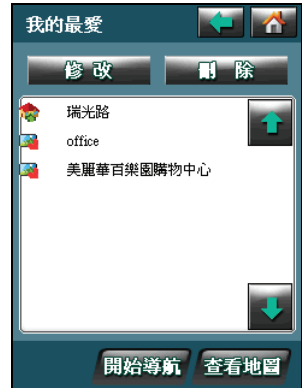 我的最愛
修改 刪除
瑞光路
office
美麗華百樂園購物中心
開始導航 查看地圖